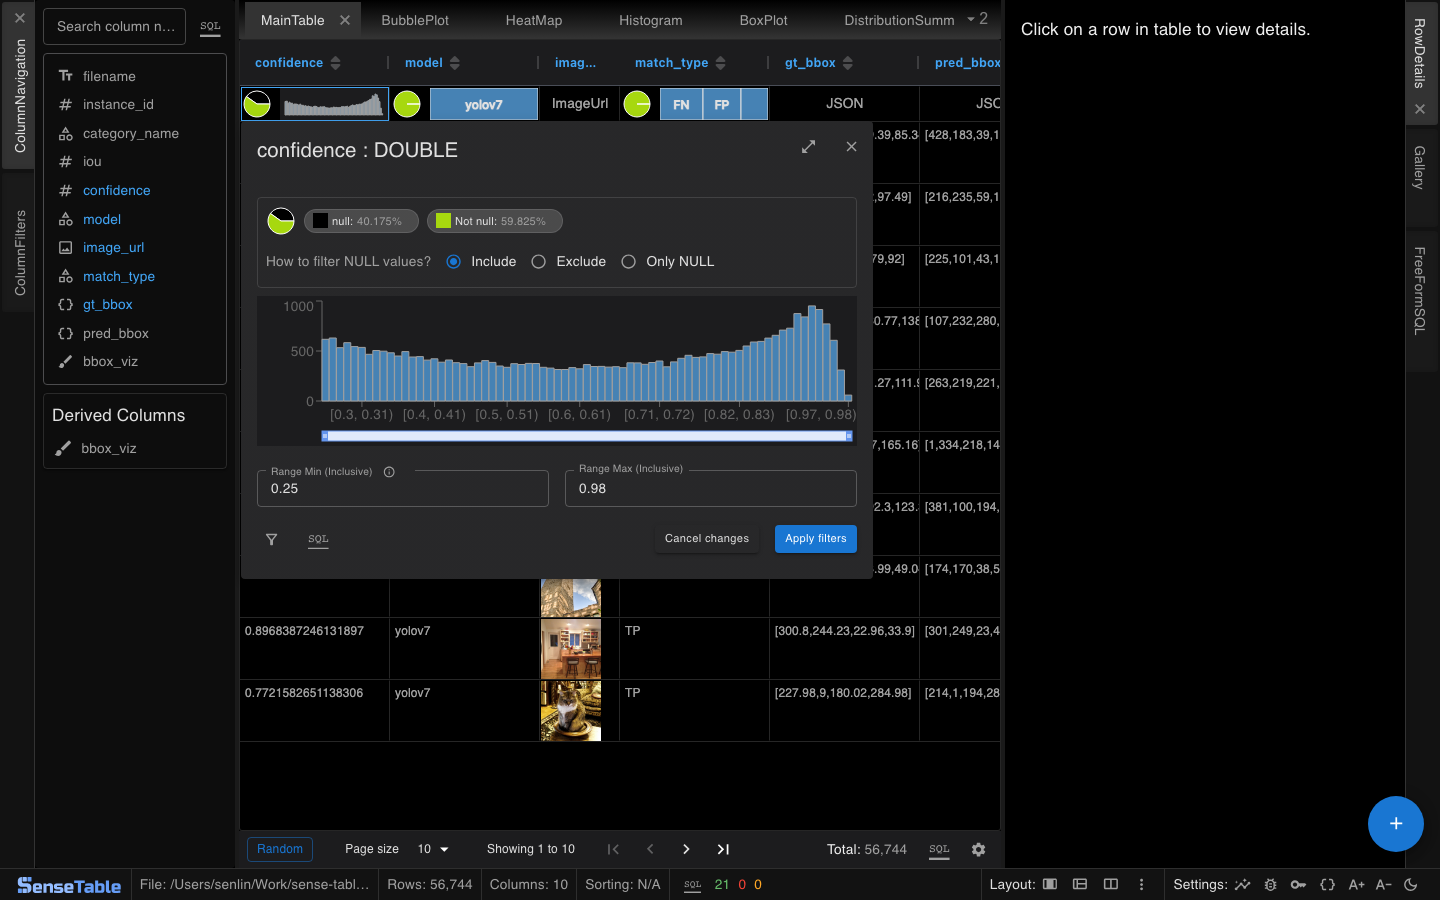 ColumnNavigation
ColumnFilters
Search column n...
SQL
filename
instance_id
category_name
iou
confidence
model
image_url
match_type
gt_bbox
pred_bbox
bbox_viz
Derived Columns
bbox_viz
MainTable
BubblePlot
HeatMap
Histogram
BoxPlot
DistributionSumm
2
confidence
model
imag...
match_type
gt_bbox
pred_bbox
yolov7
ImageUrl
FN
FP
JSON
JSO
confidence : DOUBLE
null: 40.175%
Not null: 59.825%
How to filter NULL values?
Include
Exclude
Only NULL
1000
500
0
[0.3, 0.31)
[0.4, 0.41)
[0.5, 0.51)
[0.6, 0.61)
[0.71, 0.72)
[0.82, 0.83)
[0.97, 0.98)
Range Min (Inclusive)
0.25
Range Max (Inclusive)
0.98
SQL
Cancel changes
Apply filters
.39,85.3
[428,183,39,1
,97.49]
[216,235,59,1
79,92]
[225,101,43,1
0.77,138
[107,232,280,
.27,111.9
[263,219,221,
7,165.16]
[1,334,218,14
2.3,123.
[381,100,194,
.99,49.0
[174,170,38,5
0.8968387246131897
yolov7
TP
[300.8,244.23,22.96,33.9]
[301,249,23,4
0.7721582651138306
yolov7
TP
[227.98,9,180.02,284.98]
[214,1,194,28
Random
Page size
10
Showing 1 to 10
Total: 56,744
SQL
Click on a row in table to view details.
RowDetails
Gallery
FreeFormSQL
+
SenseTable
File: /Users/senlin/Work/sense-tabl...
Rows: 56,744
Columns: 10
Sorting: N/A
SQL
21 0 0
Layout:
Settings:
A+
A-